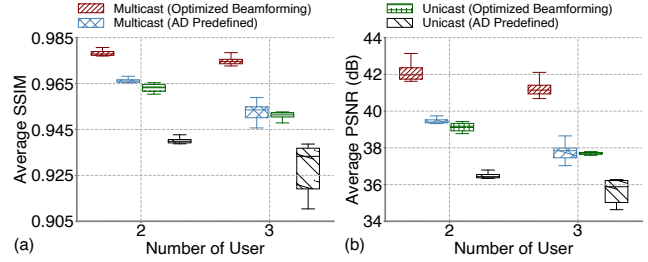 Multicast (Optimized Beamforming)
Multicast (AD Predefined)
Unicast (Optimized Beamforming)
Unicast (AD Predefined)
Average SSIM
0.985
0.965
0.945
0.925
0.905
2
3
Number of User
(a)
Average PSNR (dB)
44
42
40
38
36
34
2
3
Number of User
(b)